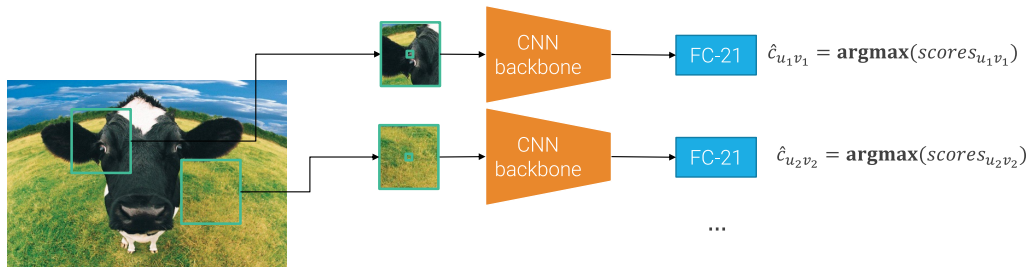 CNN
backbone
FC-21
ĉ_{u₁v₁} = argmax(scores_{u₁v₁})
CNN
backbone
FC-21
ĉ_{u₂v₂} = argmax(scores_{u₂v₂})
...